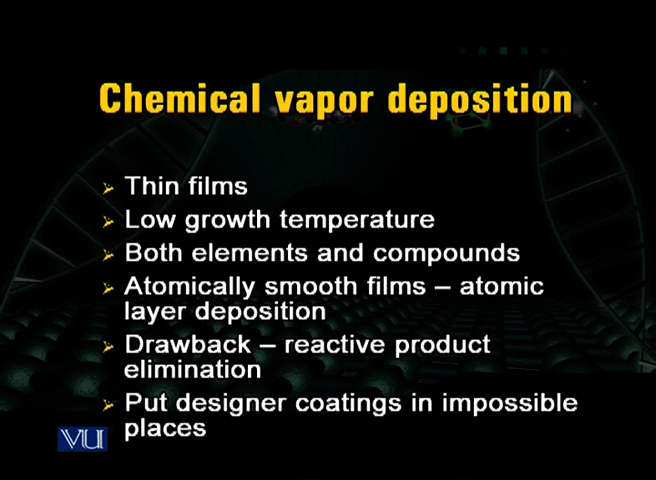 Chemical vapor deposition
Thin films
Low growth temperature
Both elements and compounds
Atomically smooth films – atomic
layer deposition
Drawback – reactive product
elimination
Put designer coatings in impossible
places
VU